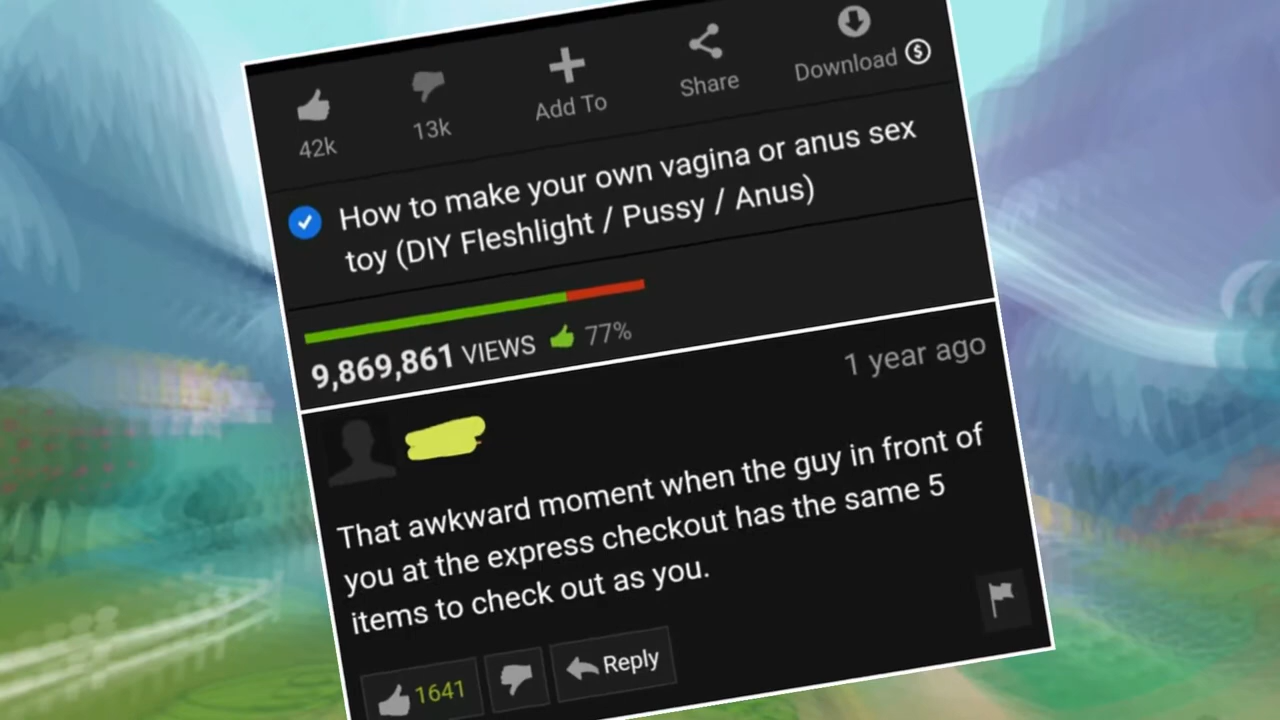 42k
13k
Add To
Share
Download $
How to make your own vagina or anus sex
toy (DIY Fleshlight / Pussy / Anus)
9,869,861 VIEWS 77%
1 year ago
That awkward moment when the guy in front of
you at the express checkout has the same 5
items to check out as you.
1641
Reply